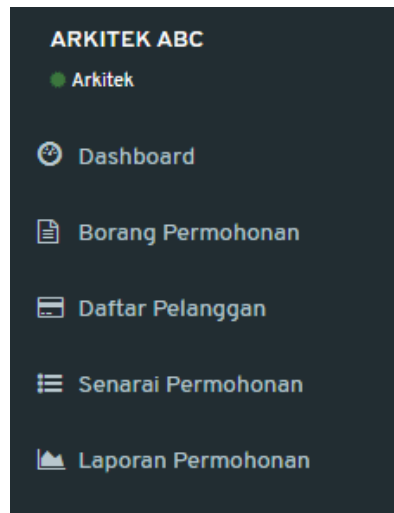 ARKITEK ABC
Arkitek
Dashboard
Borang Permohonan
Daftar Pelanggan
Senarai Permohonan
Laporan Permohonan